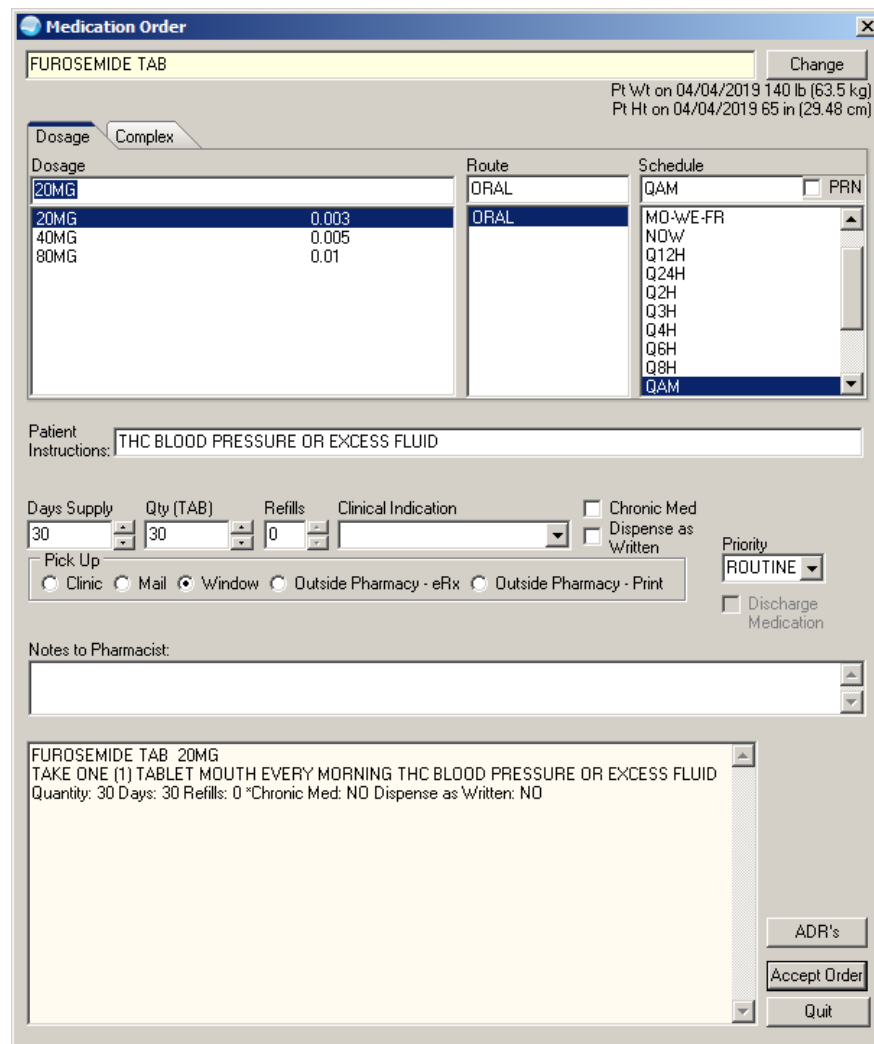 Medication Order
FUROSEMIDE TAB
Change
Pt Wt on 04/04/2019 140 lb (63.5 kg)
Pt Ht on 04/04/2019 65 in (29.48 cm)
Dosage Complex
Dosage Route Schedule
20MG ORAL QAM PRN
20MG 0.003
40MG 0.005
80MG 0.01
ORAL
MO-WE-FR
NOW
Q12H
Q24H
Q2H
Q3H
Q4H
Q6H
Q8H
QAM
Patient
Instructions: THC BLOOD PRESSURE OR EXCESS FLUID
Days Supply Qty (TAB) Refills Clinical Indication
30 30 0
Chronic Med
Dispense as
Written
Priority
ROUTINE
Pick Up
Clinic Mail Window Outside Pharmacy - eRx Outside Pharmacy - Print
Discharge
Medication
Notes to Pharmacist:
FUROSEMIDE TAB 20MG
TAKE ONE (1) TABLET MOUTH EVERY MORNING THC BLOOD PRESSURE OR EXCESS FLUID
Quantity: 30 Days: 30 Refills: 0 *Chronic Med: NO Dispense as Written: NO
ADR's
Accept Order
Quit